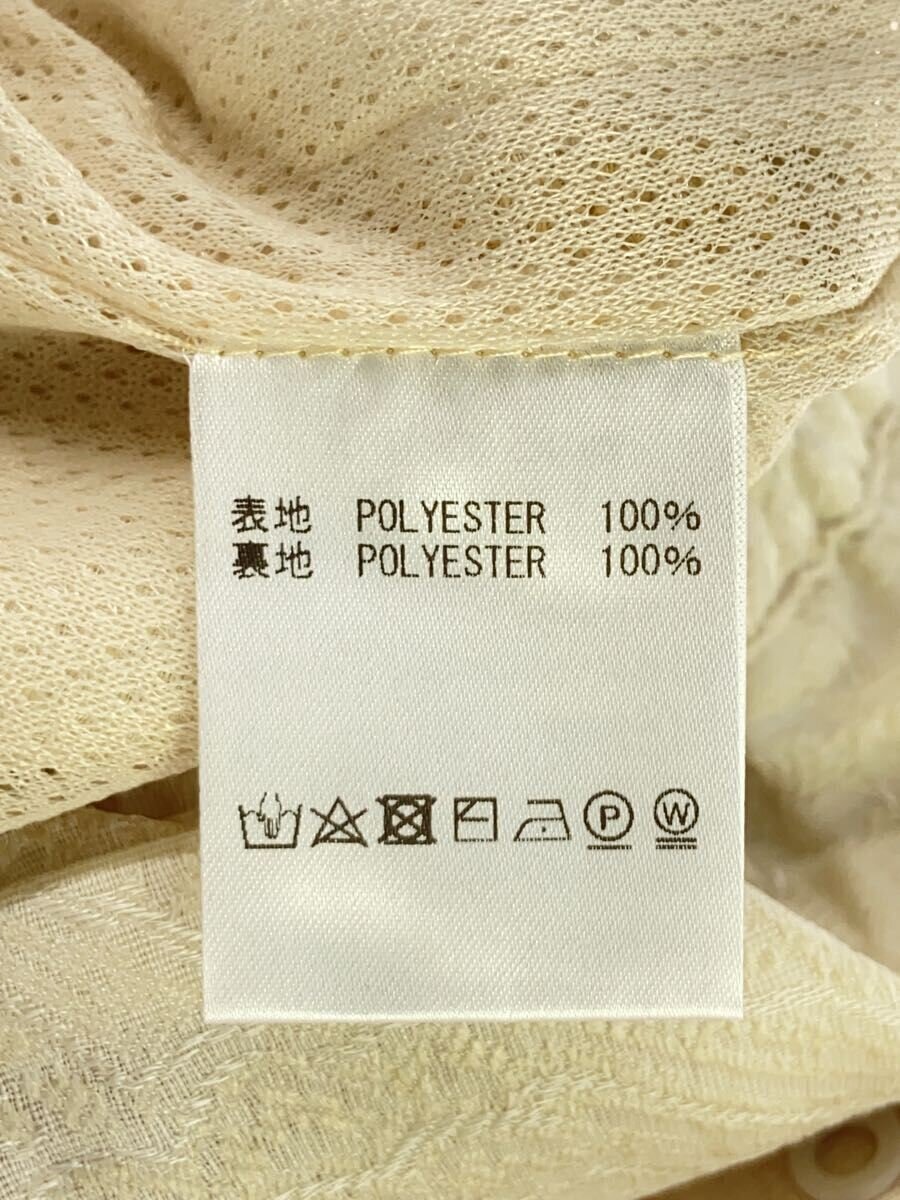 表地 POLYESTER 100%
裏地 POLYESTER 100%
P W